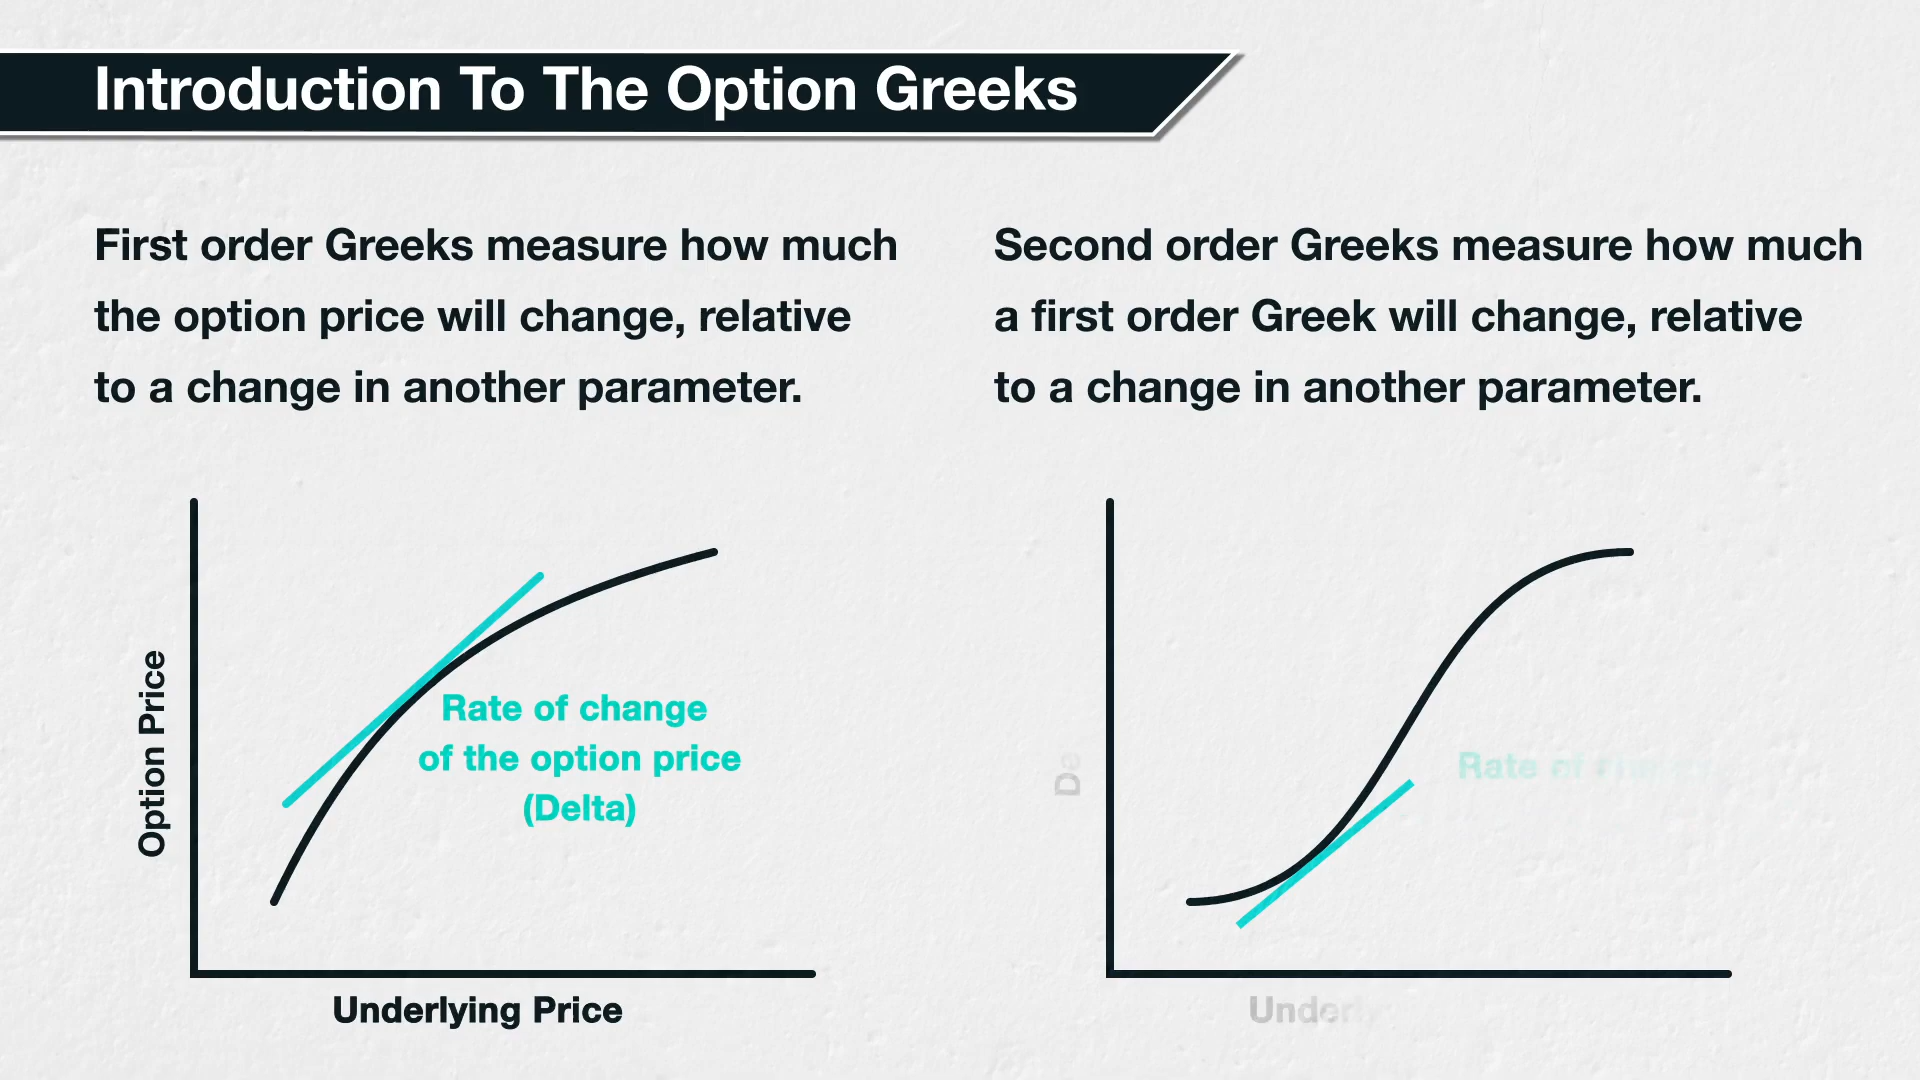 Introduction To The Option Greeks
First order Greeks measure how much
the option price will change, relative
to a change in another parameter.
Second order Greeks measure how much
a first order Greek will change, relative
to a change in another parameter.
Option Price
Rate of change
of the option price
(Delta)
Underlying Price
Rate of